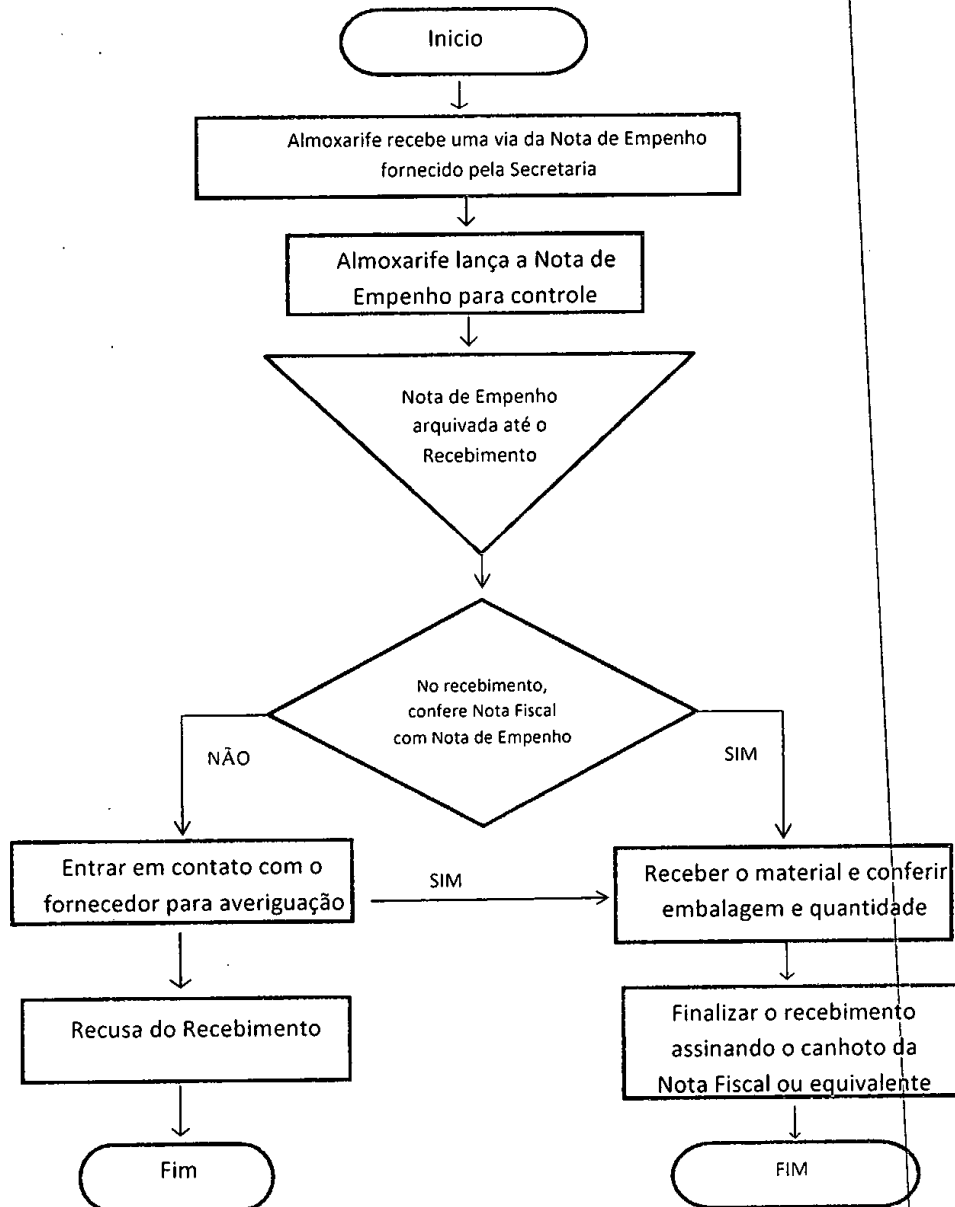 Inicio
Almoxarife recebe uma via da Nota de Empenho
fornecido pela Secretaria
Almoxarife lança a Nota de
Empenho para controle
Nota de Empenho
arquivada até o
Recebimento
No recebimento,
confere Nota Fiscal
com Nota de Empenho
NÃO
SIM
Entrar em contato com o
fornecedor para averiguação
SIM
Receber o material e conferir
embalagem e quantidade
Recusa do Recebimento
Finalizar o recebimento
assinando o canhoto da
Nota Fiscal ou equivalente
Fim
FIM